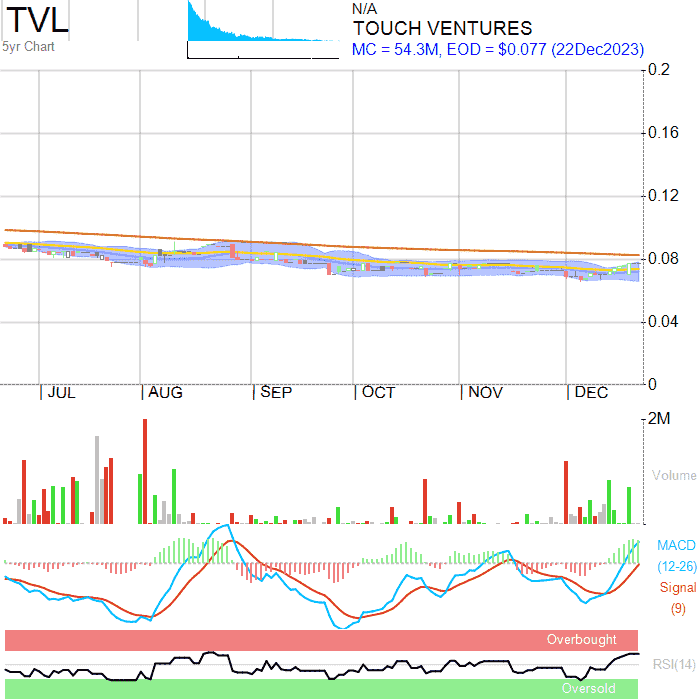 TVL
5yr Chart
N/A
TOUCH VENTURES
MC = 54.3M, EOD = $0.077 (22Dec2023)
0.2
0.16
0.12
0.08
0.04
0
JUL AUG SEP OCT NOV DEC
2M
Volume
MACD
(12-26)
Signal
(9)
Overbought
RSI(14)
Oversold